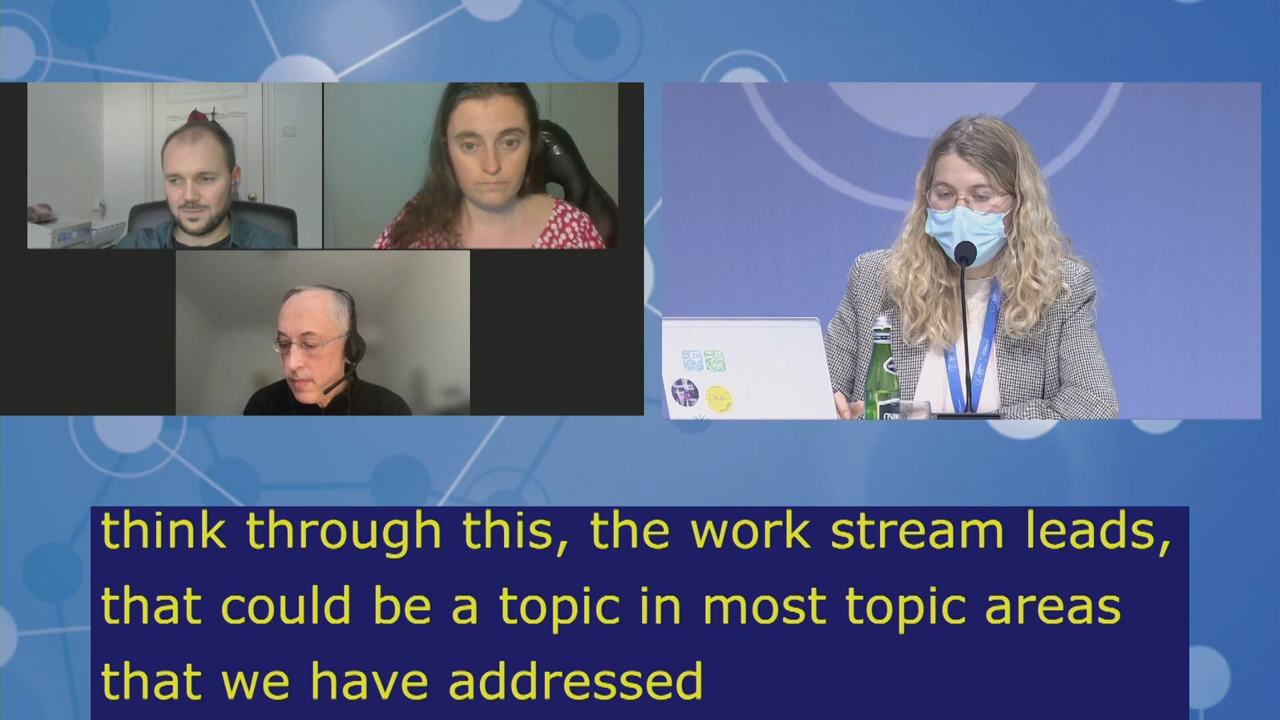 think through this, the work stream leads,
that could be a topic in most topic areas
that we have addressed